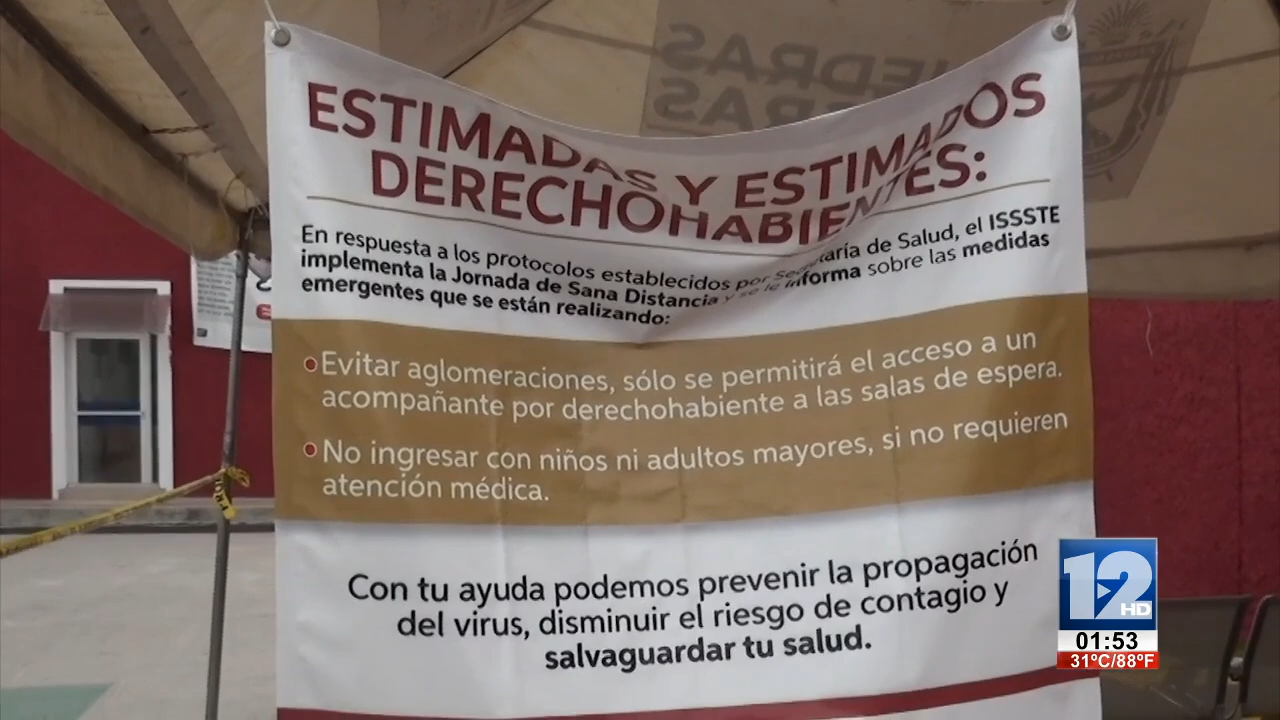 ESTIMADAS Y ESTIMADOS
DERECHOHABIENTES:
En respuesta a los protocolos establecidos por Secretaría de Salud, el ISSSTE
implementa la Jornada de Sana Distancia y se le informa sobre las medidas
emergentes que se están realizando:
Evitar aglomeraciones, sólo se permitirá el acceso a un
acompañante por derechohabiente a las salas de espera.
No ingresar con niños ni adultos mayores, si no requieren
atención médica.
Con tu ayuda podemos prevenir la propagación
del virus, disminuir el riesgo de contagio y
salvaguardar tu salud.
12
HD
01:53
31ºC/88ºF